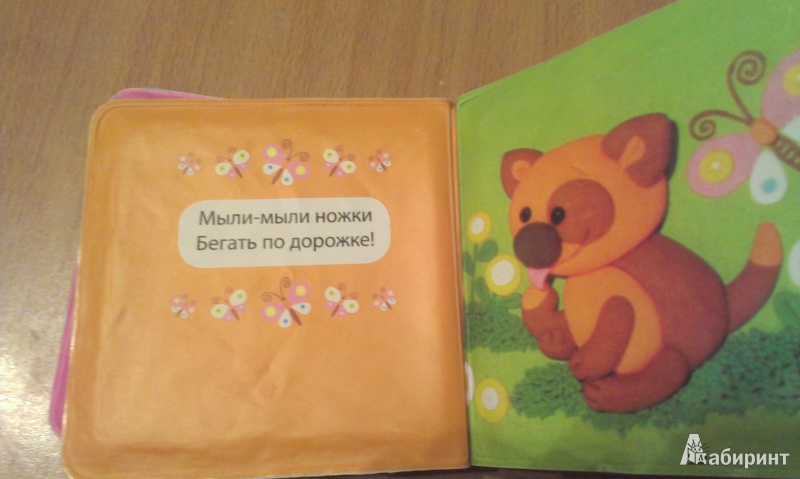 Мыли-мыли ножки
Бегать по дорожке!
Лабиринт